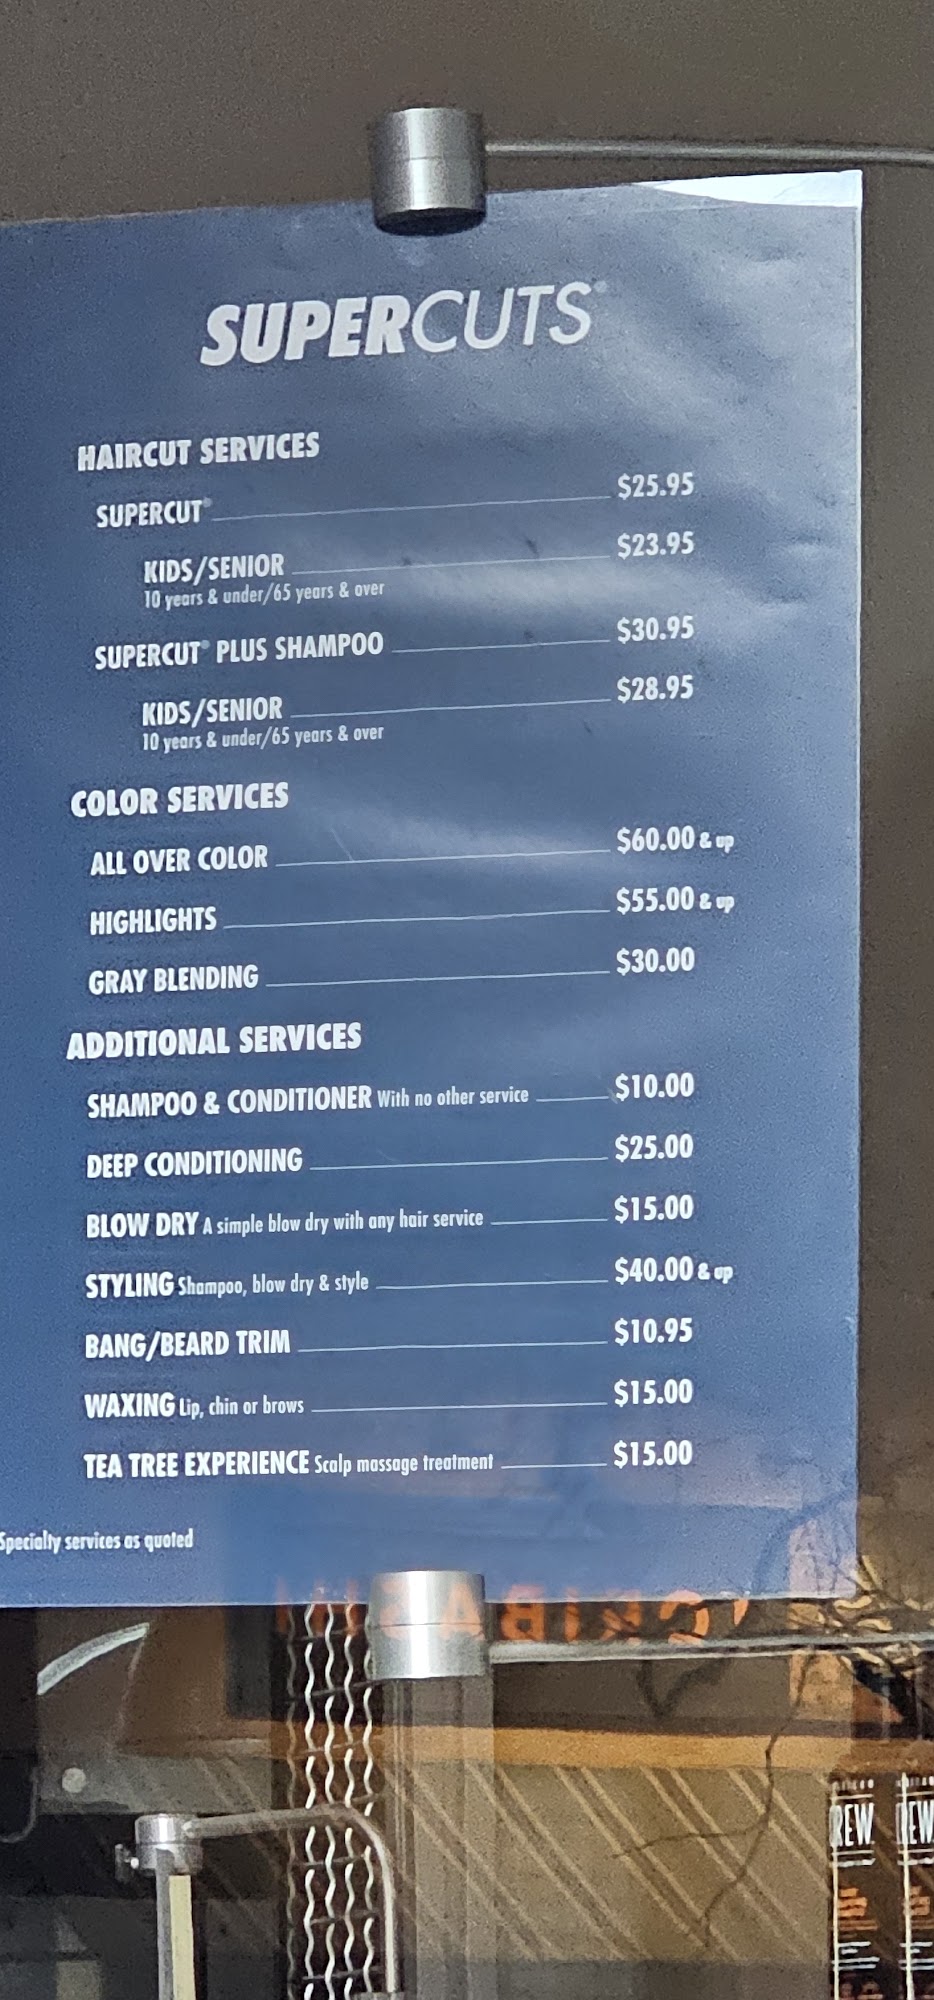 SUPERCUTS
HAIRCUT SERVICES
SUPERCUT® $25.95
KIDS/SENIOR $23.95
10 years & under/65 years & over
SUPERCUT® PLUS SHAMPOO $30.95
KIDS/SENIOR $28.95
10 years & under/65 years & over
COLOR SERVICES
ALL OVER COLOR $60.00 & up
HIGHLIGHTS $55.00 & up
GRAY BLENDING $30.00
ADDITIONAL SERVICES
SHAMPOO & CONDITIONER With no other service $10.00
DEEP CONDITIONING $25.00
BLOW DRY A simple blow dry with any hair service $15.00
STYLING Shampoo, blow dry & style $40.00 & up
BANG/BEARD TRIM $10.95
WAXING Lip, chin or brows $15.00
TEA TREE EXPERIENCE Scalp massage treatment $15.00
Specialty services as quoted